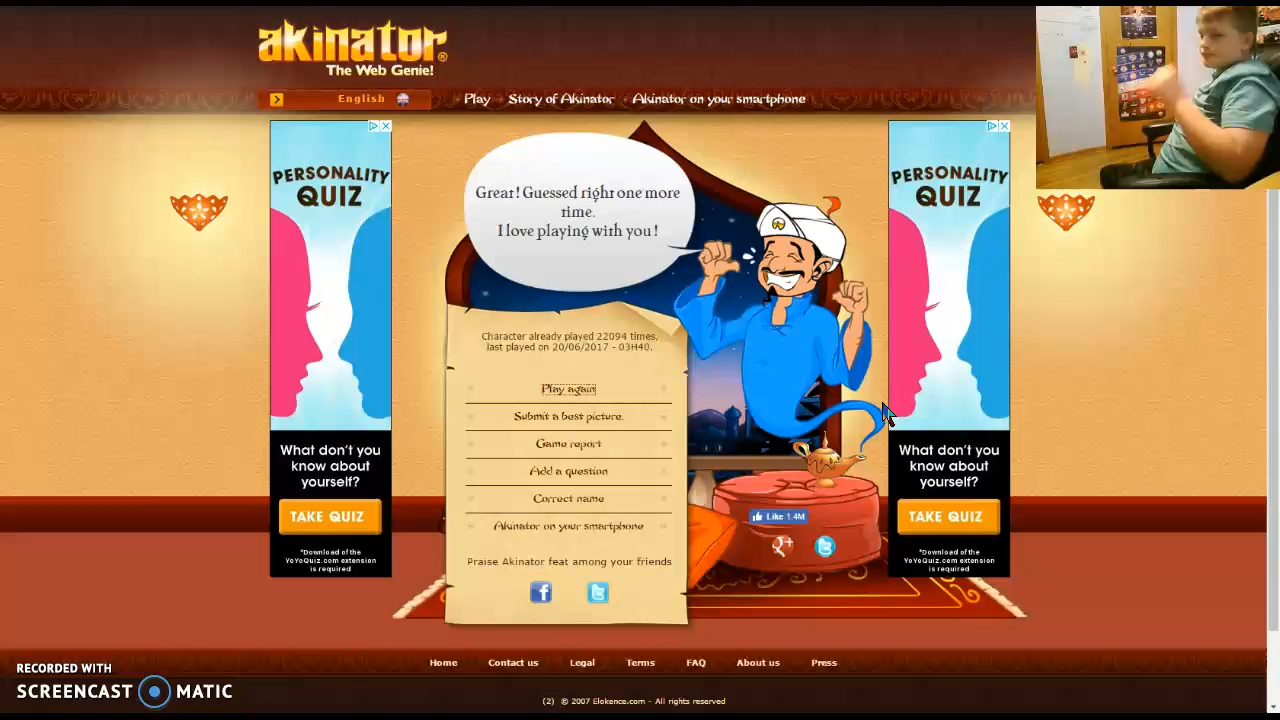 akinator®
The Web Genie!
English
Play
Story of Akinator
Akinator on your smartphone
PERSONALITY
QUIZ
What don't you
know about
yourself?
TAKE QUIZ
*Download of the
YoYoQuiz.com extension
is required
Great! Guessed right one more
time.
I love playing with you!
Character already played 22094 times,
last played on 20/06/2017 - 03H40.
Play again
Submit a best picture.
Game report
Add a question
Correct name
Akinator on your smartphone
Praise Akinator feat among your friends
Like 1.4M
PERSONALITY
QUIZ
What don't you
know about
yourself?
TAKE QUIZ
*Download of the
YoYoQuiz.com extension
is required
Home Contact us Legal Terms FAQ About us Press
(2) © 2007 Elokence.com - All rights reserved
RECORDED WITH
SCREENCAST MATIC